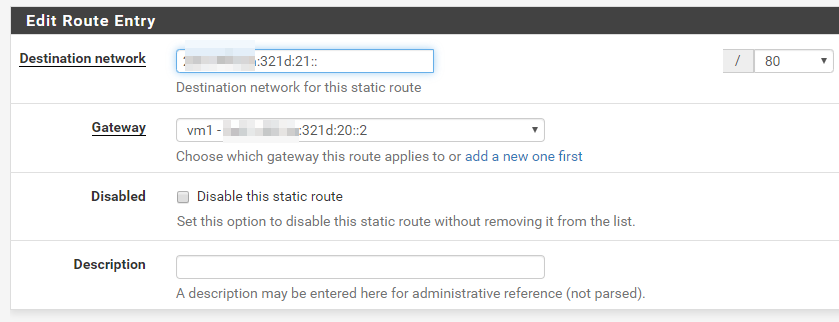 Edit Route Entry
Destination network :321d:21:: / 80
Destination network for this static route
Gateway vm1 - :321d:20::2
Choose which gateway this route applies to or add a new one first
Disabled Disable this static route
Set this option to disable this static route without removing it from the list.
Description
A description may be entered here for administrative reference (not parsed).